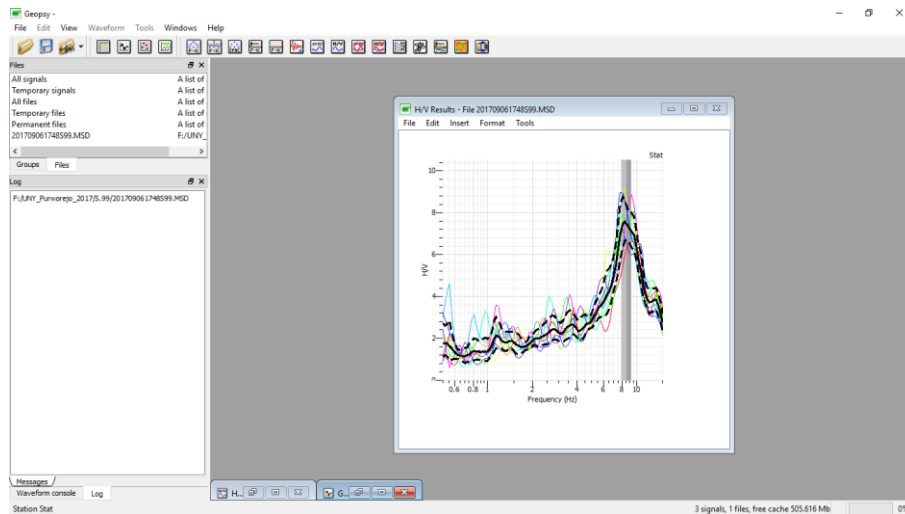 Geopsy -
File Edit View Waveform Tools Windows Help
Files
All signals A list of
Temporary signals A list of
All files A list of
Temporary files A list of
Permanent files A list of
201709061748S99.MSD F:/UNY_
Groups Files
Log
F:/UNY_Purworejo_2017/S.99/201709061748S99.MSD
Messages
Waveform console Log
Station Stat
H/V Results - File 201709061748S99.MSD
File Edit Insert Format Tools
Stat
10
8
6
4
2
0
H/V
0.6 0.8 1 2 4 6 8 10
Frequency (Hz)
H...
G...
3 signals, 1 files, free cache 505.616 Mb
0%